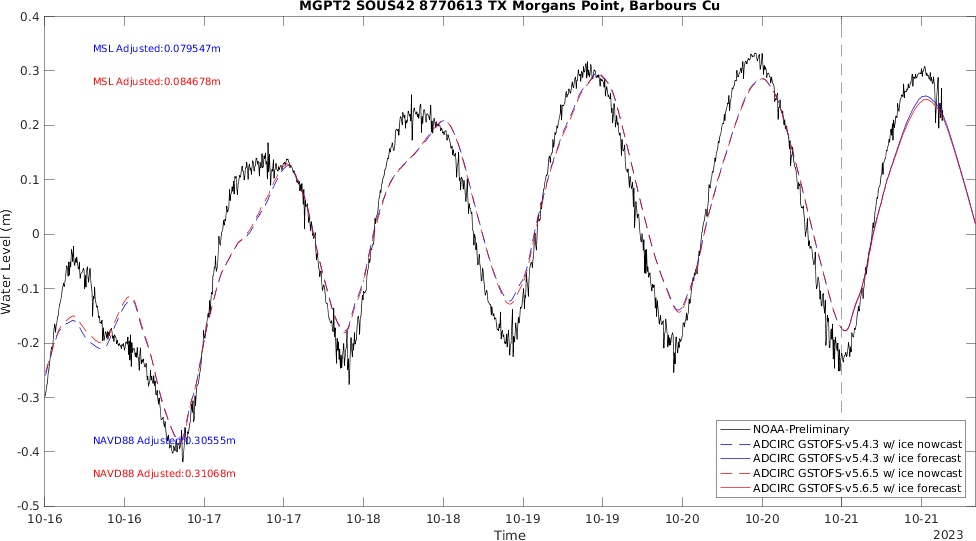 MGPT2 SOUS42 8770613 TX Morgans Point, Barbours Cu
0.4
0.3
0.2
0.1
0
-0.1
-0.2
-0.3
-0.4
-0.5
Water Level (m)
MSL Adjusted:0.079547m
MSL Adjusted:0.084678m
NAVD88 Adjusted:0.30555m
NAVD88 Adjusted:0.31068m
NOAA-Preliminary
ADCIRC GSTOFS-v5.4.3 w/ ice nowcast
ADCIRC GSTOFS-v5.4.3 w/ ice forecast
ADCIRC GSTOFS-v5.6.5 w/ ice nowcast
ADCIRC GSTOFS-v5.6.5 w/ ice forecast
10-16 10-16 10-17 10-17 10-18 10-18 10-19 10-19 10-20 10-20 10-21 10-21
2023
Time